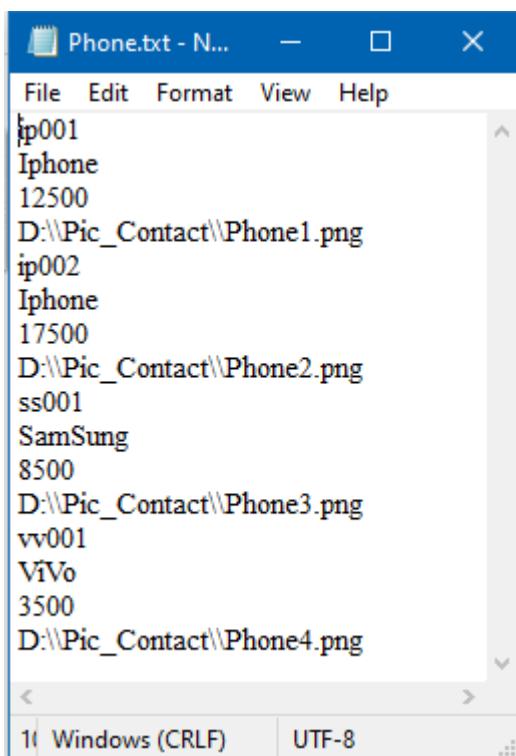 Phone.txt - N...
File Edit Format View Help
ip001
Iphone
12500
D:\\Pic_Contact\\Phone1.png
ip002
Iphone
17500
D:\\Pic_Contact\\Phone2.png
ss001
SamSung
8500
D:\\Pic_Contact\\Phone3.png
vv001
ViVo
3500
D:\\Pic_Contact\\Phone4.png
Windows (CRLF) UTF-8